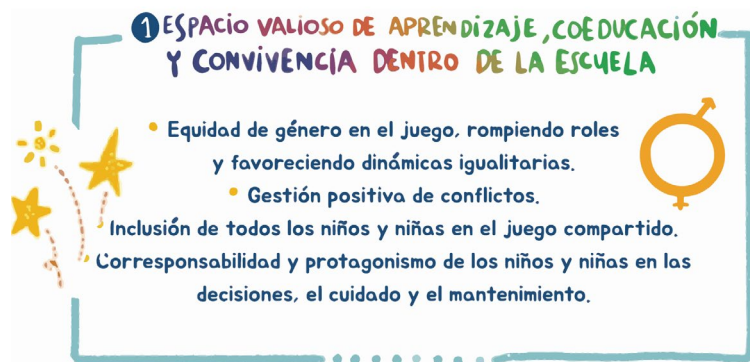 1 ESPACIO VALIOSO DE APRENDIZAJE, COEDUCACIÓN
Y CONVIVENCIA DENTRO DE LA ESCUELA
• Equidad de género en el juego, rompiendo roles
y favoreciendo dinámicas igualitarias.
• Gestión positiva de conflictos.
• Inclusión de todos los niños y niñas en el juego compartido.
• Corresponsabilidad y protagonismo de los niños y niñas en las
decisiones, el cuidado y el mantenimiento.